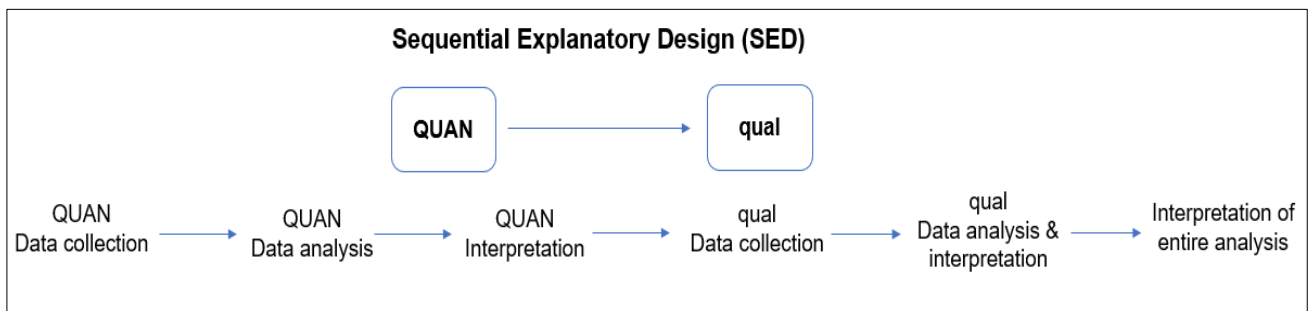 Sequential Explanatory Design (SED)
QUAN
qual
QUAN
Data collection
QUAN
Data analysis
QUAN
Interpretation
qual
Data collection
qual
Data analysis &
interpretation
Interpretation of
entire analysis